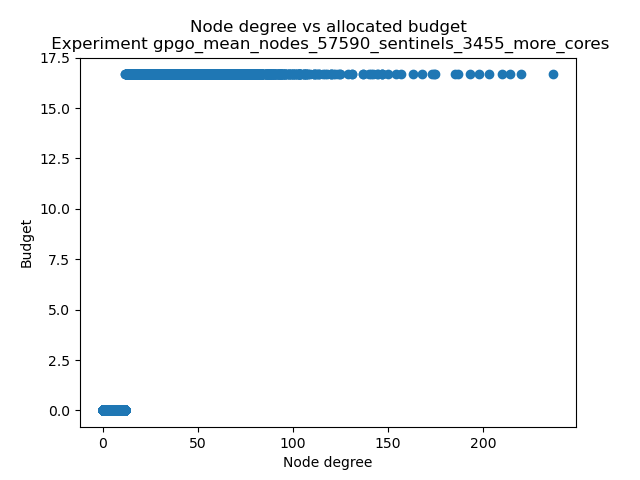 Node degree vs allocated budget
Experiment gpgo_mean_nodes_57590_sentinels_3455_more_cores
17.5
15.0
12.5
10.0
7.5
5.0
2.5
0.0
Budget
0 50 100 150 200
Node degree